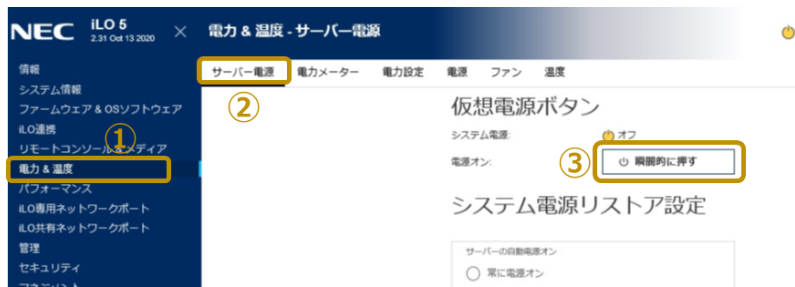 NEC iLO 5
2.31 Oct 13 2020
電力 & 温度 - サーバー電源
情報
システム情報
ファームウェア & OSソフトウェア
iLO連携
①
リモートコンソール & メディア
電力 & 温度
パフォーマンス
iLO専用ネットワークポート
iLO共有ネットワークポート
管理
セキュリティ
サーバー電源 電力メーター 電力設定 電源 ファン 温度
②
仮想電源ボタン
システム電源: オフ
電源オン: ③ 瞬間的に押す
システム電源リストア設定
サーバーの自動電源オン
常に電源オン